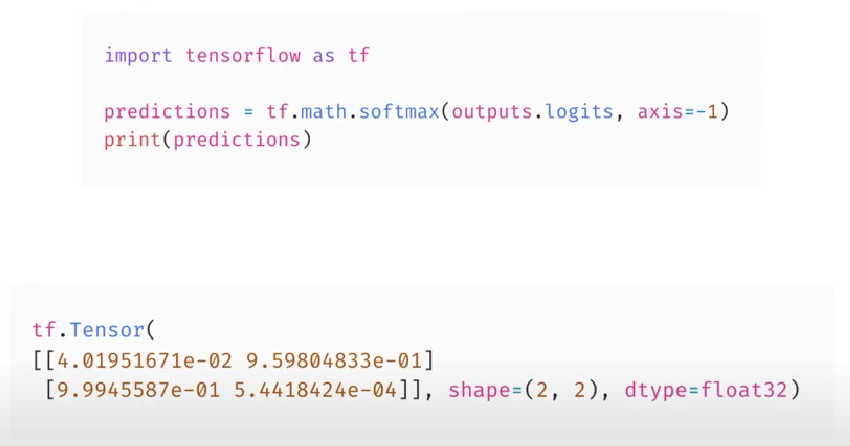 import tensorflow as tf
predictions = tf.math.softmax(outputs.logits, axis=-1)
print(predictions)
tf.Tensor(
[[4.01951671e-02 9.59804833e-01]
[9.9945587e-01 5.4418424e-04]], shape=(2, 2), dtype=float32)